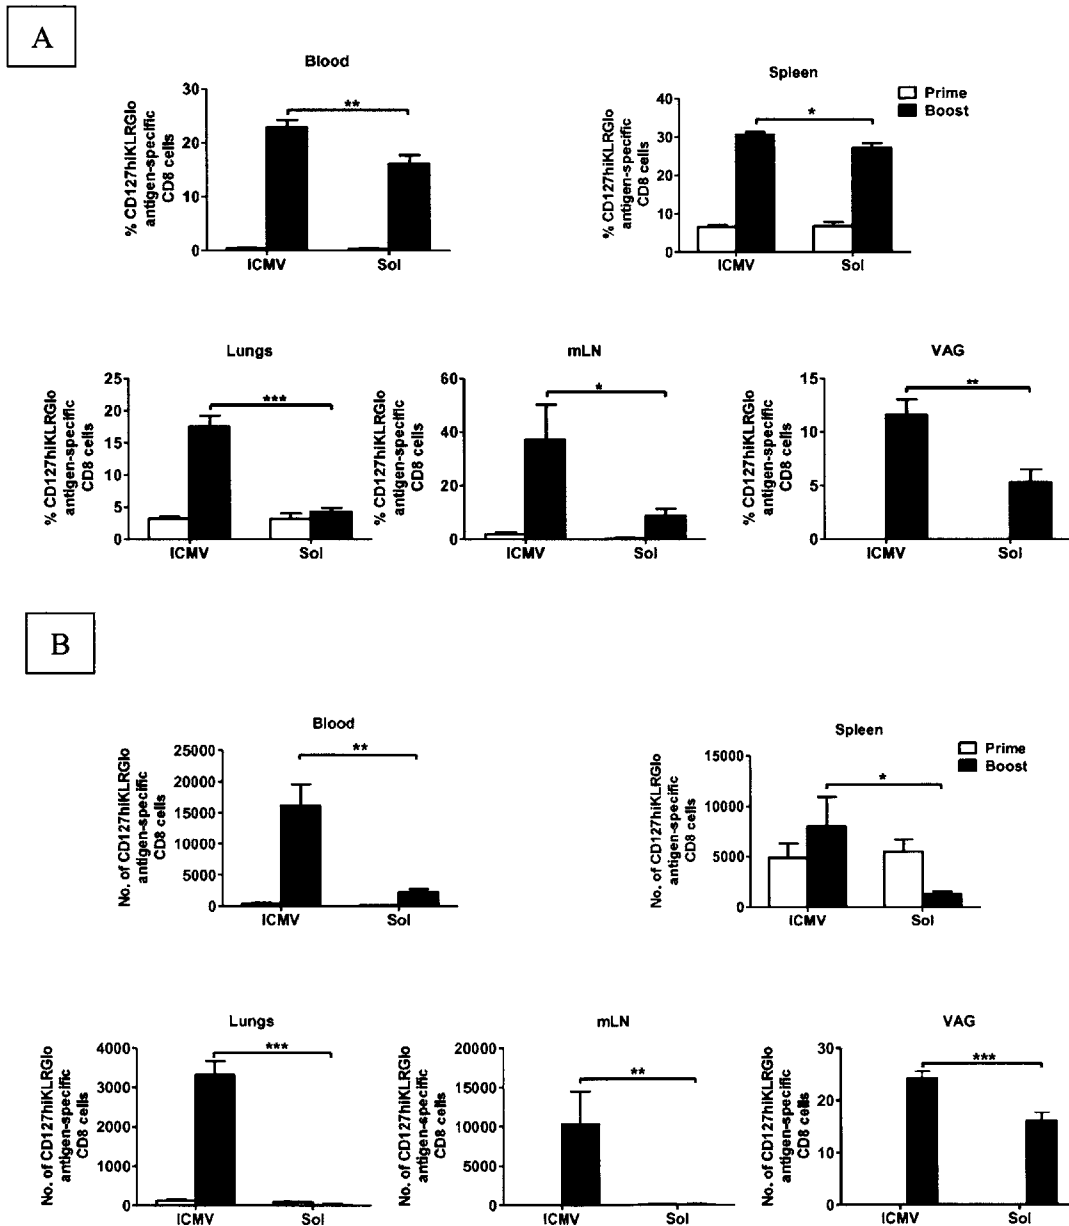 A
Blood
30
20
10
0
% CD127hiKLRGlo
antigen-specific
CD8 cells
**
ICMV Sol
Spleen
Prime
Boost
40
30
20
10
0
% CD127hiKLRGlo
antigen-specific
CD8 cells
*
ICMV Sol
Lungs
25
20
15
10
5
0
% CD127hiKLRGlo
antigen-specific
CD8 cells
***
ICMV Sol
mLN
60
40
20
0
% CD127hiKLRGlo
antigen-specific
CD8 cells
*
ICMV Sol
VAG
15
10
5
0
% CD127hiKLRGlo
antigen-specific
CD8 cells
**
ICMV Sol
B
Blood
25000
20000
15000
10000
5000
0
No. of CD127hiKLRGlo
antigen-specific
CD8 cells
**
ICMV Sol
Spleen
Prime
Boost
15000
10000
5000
0
No. of CD127hiKLRGlo
antigen-specific
CD8 cells
*
ICMV Sol
Lungs
4000
3000
2000
1000
0
No. of CD127hiKLRGlo
antigen-specific
CD8 cells
***
ICMV Sol
mLN
20000
15000
10000
5000
0
No. of CD127hiKLRGlo
antigen-specific
CD8 cells
**
ICMV Sol
VAG
30
20
10
0
No. of CD127hiKLRGlo
antigen-specific
CD8 cells
***
ICMV Sol